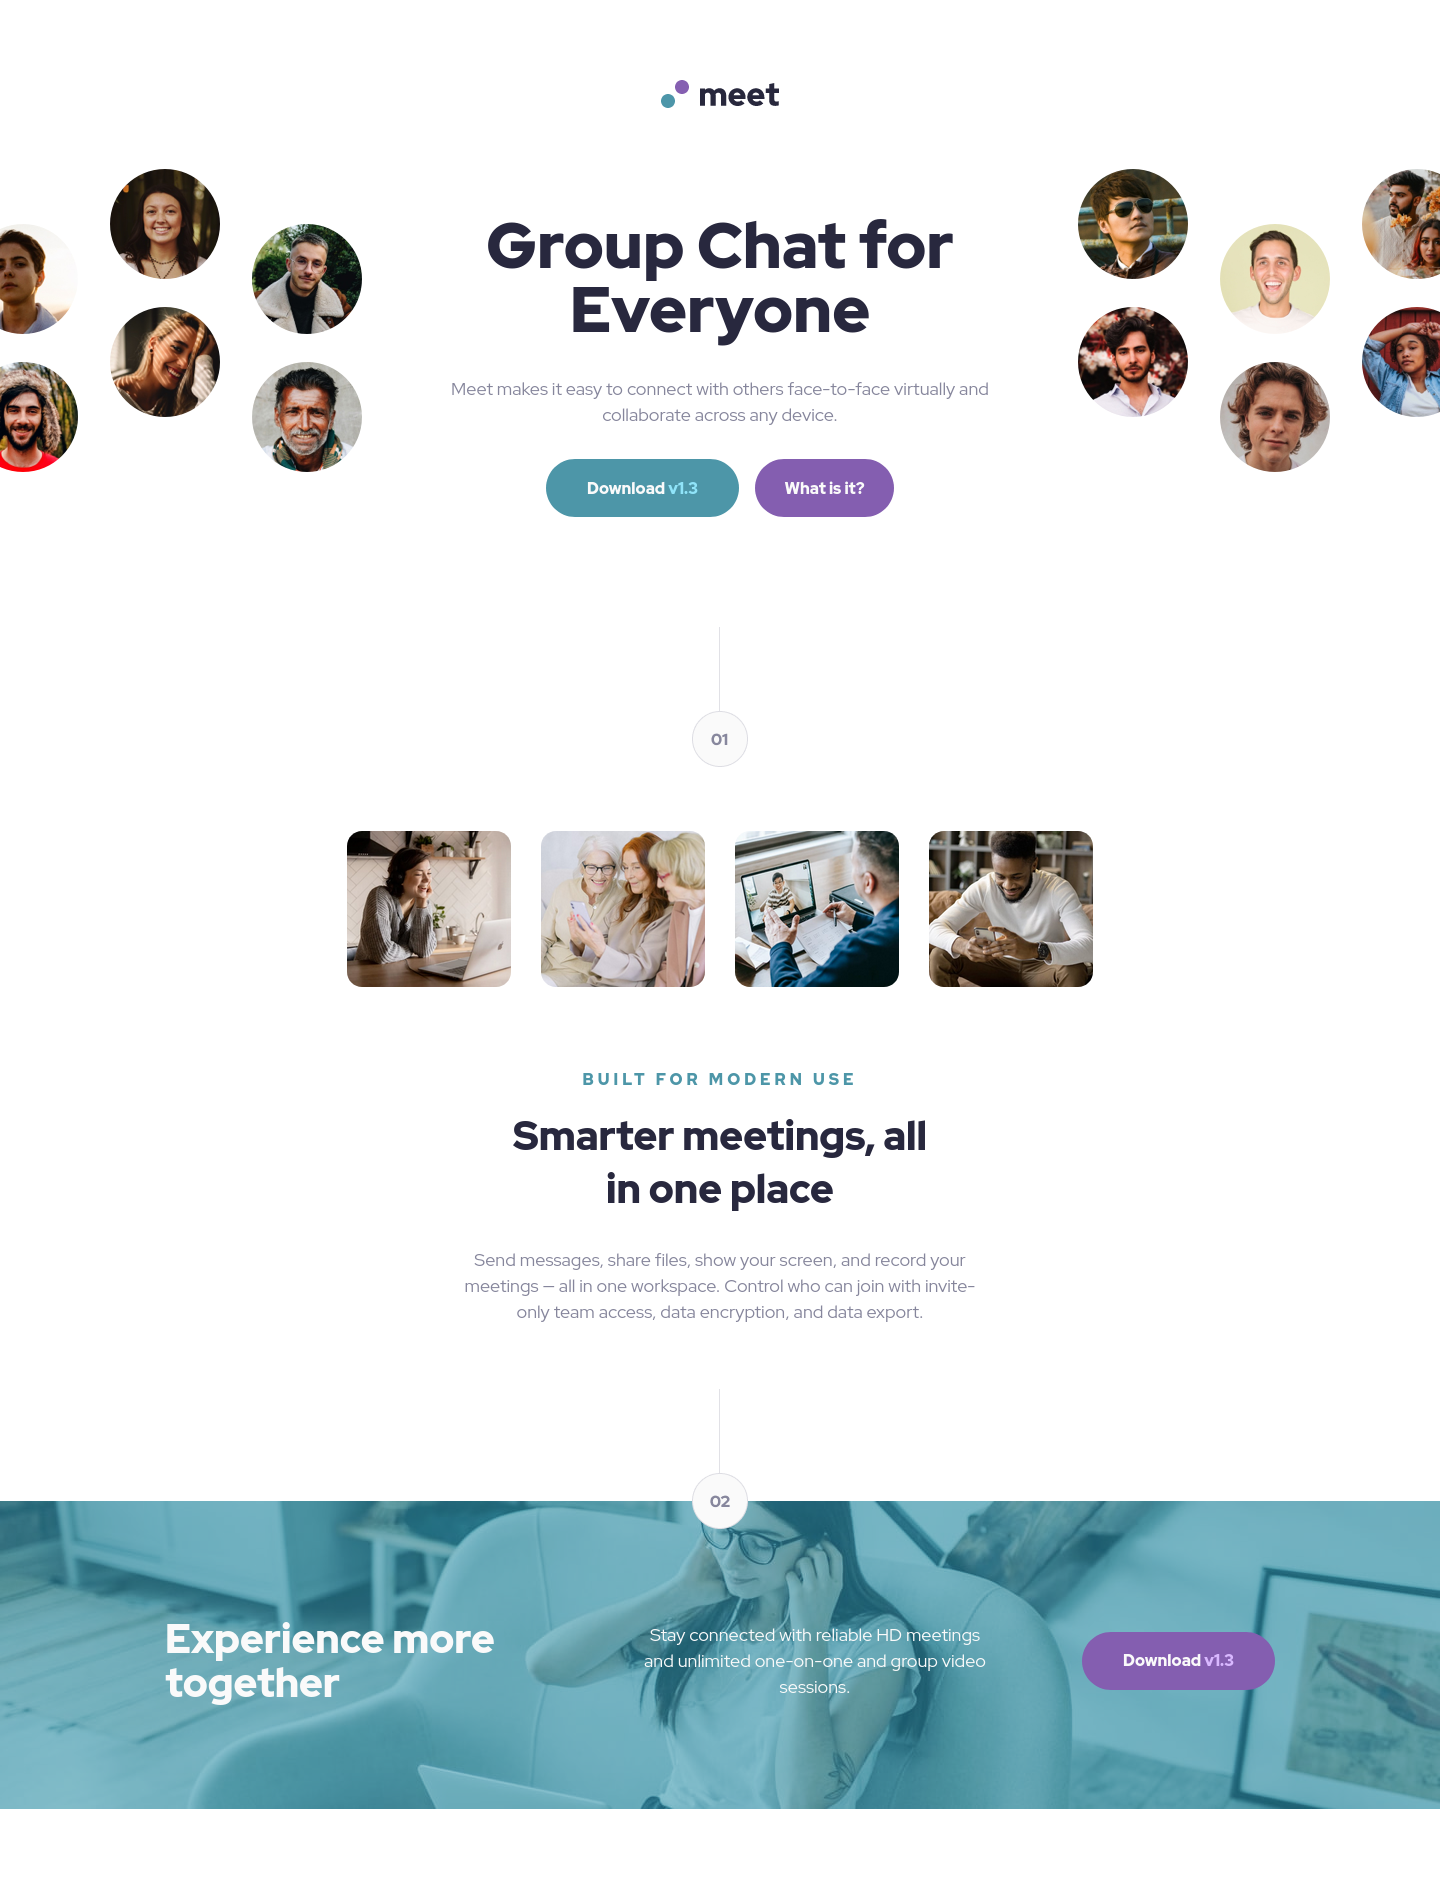 meet
Group Chat for
Everyone
Meet makes it easy to connect with others face-to-face virtually and
collaborate across any device.
Download v1.3
What is it?
01
BUILT FOR MODERN USE
Smarter meetings, all
in one place
Send messages, share files, show your screen, and record your
meetings — all in one workspace. Control who can join with invite-
only team access, data encryption, and data export.
02
Experience more
together
Stay connected with reliable HD meetings
and unlimited one-on-one and group video
sessions.
Download v1.3